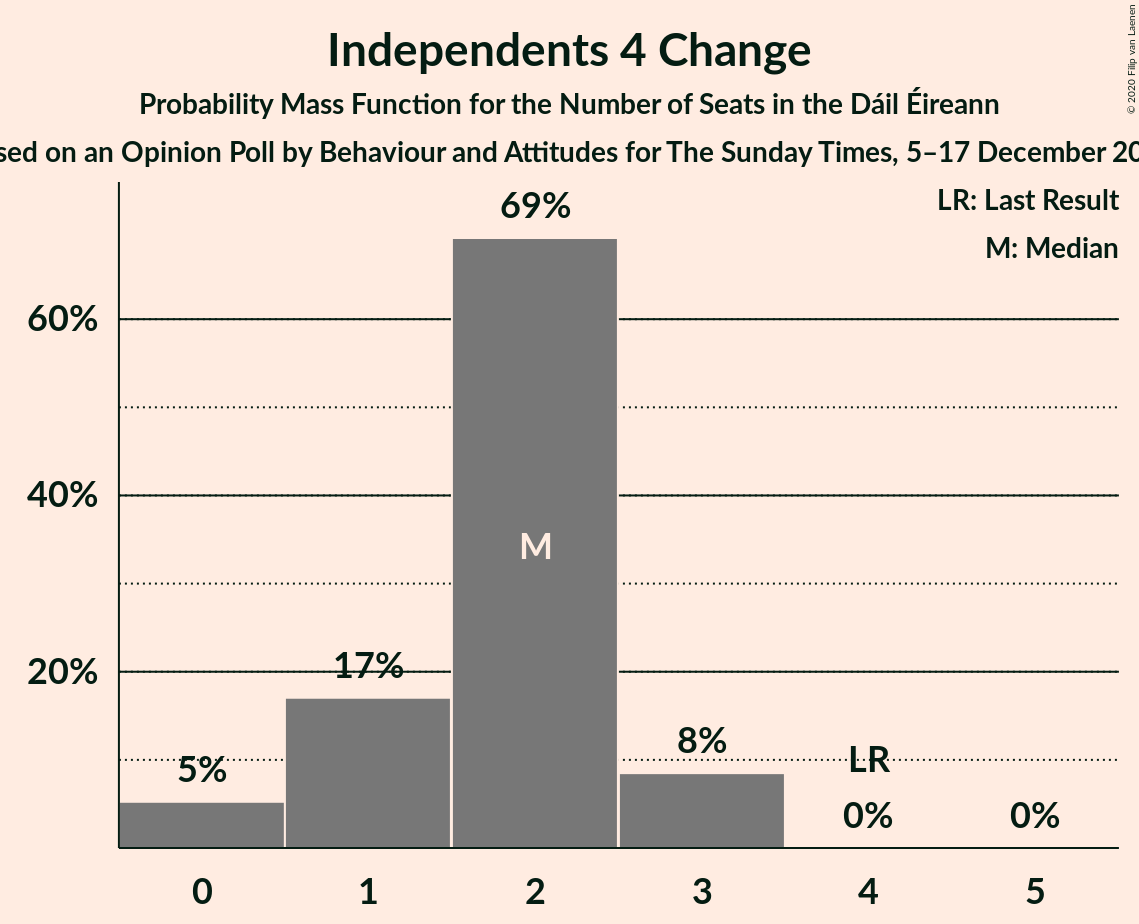 Independents 4 Change
Probability Mass Function for the Number of Seats in the Dáil Éireann
on an Opinion Poll by Behaviour and Attitudes for The Sunday Times, 5–17 December
© 2020 Filip van Laenen
LR: Last Result
M: Median
69%
60%
40%
M
20%
17%
8%
5%
LR
0%
0%
0
1
2
3
4
5